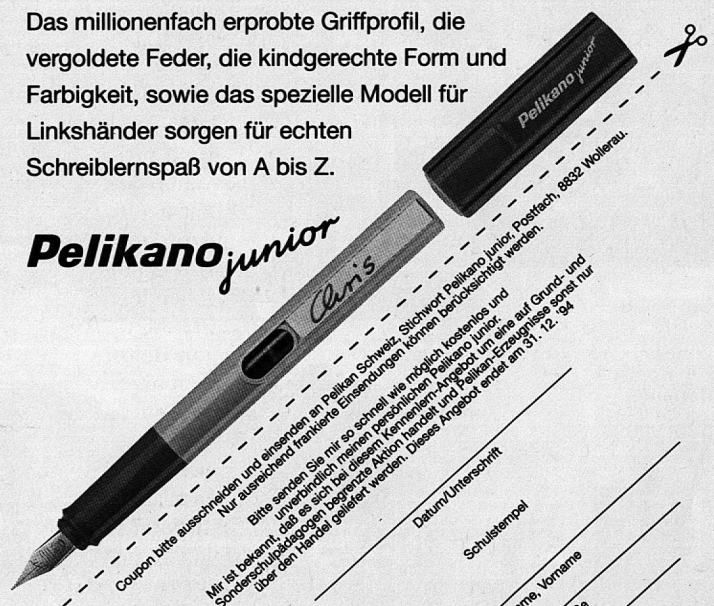 Das millionenfach erprobte Griffprofil, die
vergoldete Feder, die kindgerechte Form und
Farbigkeit, sowie das spezielle Modell für
Linkshänder sorgen für echten
Schreiblernspaß von A bis Z.
Pelikano junior
Pelikano junior
Chris
Coupon bitte ausschneiden und einsenden an Pelikan Schweiz, Stichwort Pelikano junior, Postfach, 8832 Wollerau.
Nur ausreichend frankierte Einsendungen können berücksichtigt werden.
Bitte senden Sie mir so schnell wie möglich kostenlos und
unverbindlich meinen persönlichen Pelikano junior.
Mir ist bekannt, daß es sich bei diesem Kennenlern-Angebot um eine auf Grund- und
Sonderschulpädagogen begrenzte Aktion handelt und Pelikan-Erzeugnisse sonst nur
über den Handel geliefert werden. Dieses Angebot endet am 31. 12. '94
Datum/Unterschrift
Schulstempel
Vorname